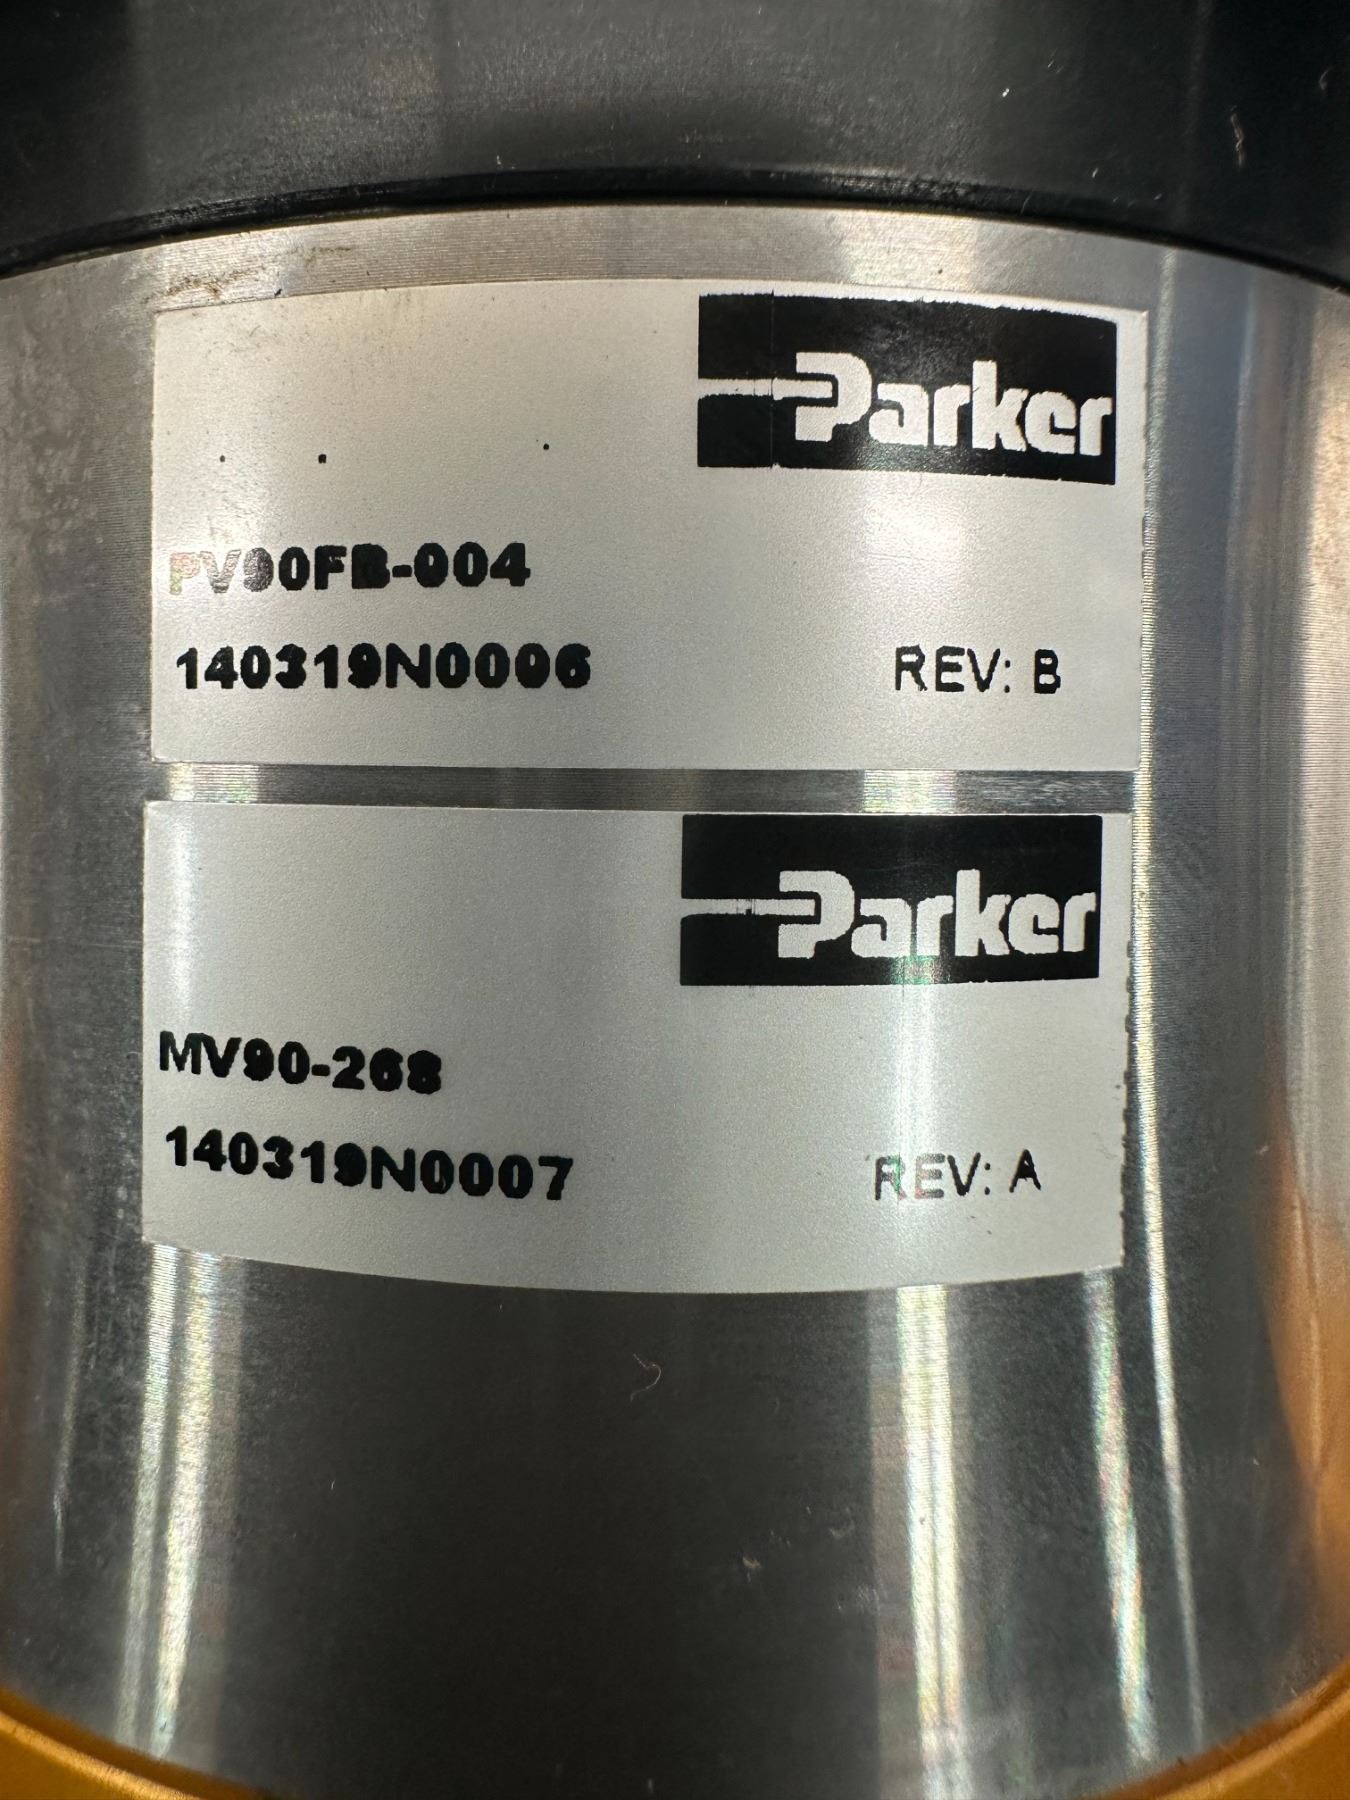 Parker
PV90FB-004
140319N0006 REV: B
Parker
MV90-268
140319N0007 REV: A